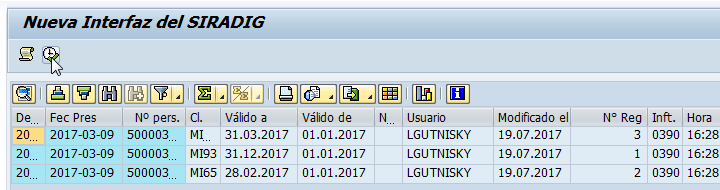 Nueva Interfaz del SIRADIG
De... Fec Pres Nº pers. Cl. Válido a Válido de N... Usuario Modificado el N° Reg Inft. Hora
20... 2017-03-09 500003... MI... 31.03.2017 01.01.2017 LGUTNISKY 19.07.2017 3 0390 16:28
20... 2017-03-09 500003... MI93 31.12.2017 01.01.2017 LGUTNISKY 19.07.2017 1 0390 16:28
20... 2017-03-09 500003... MI65 28.02.2017 01.01.2017 LGUTNISKY 19.07.2017 2 0390 16:28